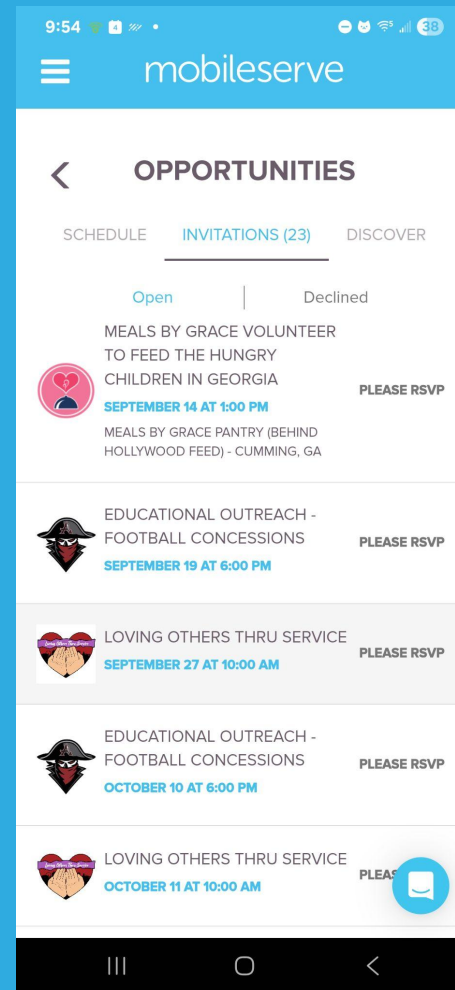 9:54
4
38
mobileserve
OPPORTUNITIES
SCHEDULE INVITATIONS (23) DISCOVER
Open Declined
MEALS BY GRACE VOLUNTEER
TO FEED THE HUNGRY
CHILDREN IN GEORGIA
PLEASE RSVP
SEPTEMBER 14 AT 1:00 PM
MEALS BY GRACE PANTRY (BEHIND
HOLLYWOOD FEED) - CUMMING, GA
EDUCATIONAL OUTREACH -
FOOTBALL CONCESSIONS
PLEASE RSVP
SEPTEMBER 19 AT 6:00 PM
LOVING OTHERS THRU SERVICE
PLEASE RSVP
SEPTEMBER 27 AT 10:00 AM
EDUCATIONAL OUTREACH -
FOOTBALL CONCESSIONS
PLEASE RSVP
OCTOBER 10 AT 6:00 PM
LOVING OTHERS THRU SERVICE
OCTOBER 11 AT 10:00 AM